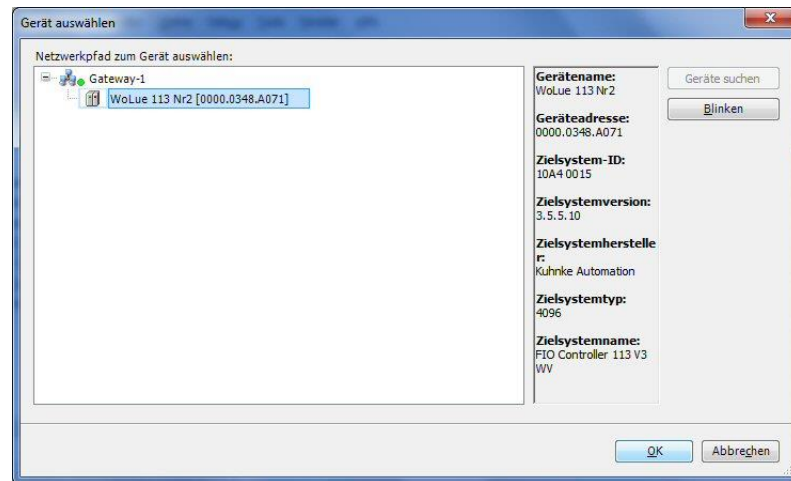 Gerät auswählen
Netzwerkpfad zum Gerät auswählen:
Gateway-1
WoLue 113 Nr2 [0000.0348.A071]
Gerätename:
WoLue 113 Nr2
Geräteadresse:
0000.0348.A071
Zielsystem-ID:
10A4 0015
Zielsystemversion:
3.5.5.10
Zielsystemherstelle
r:
Kuhnke Automation
Zielsystemtyp:
4096
Zielsystemname:
FIO Controller 113 V3
WV
Geräte suchen
Blinken
OK
Abbrechen